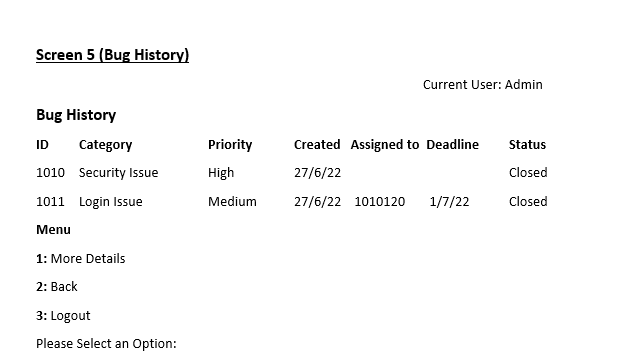 Screen 5 (Bug History)
Current User: Admin
Bug History
ID Category Priority Created Assigned to Deadline Status
1010 Security Issue High 27/6/22 Closed
1011 Login Issue Medium 27/6/22 1010120 1/7/22 Closed
Menu
1: More Details
2: Back
3: Logout
Please Select an Option: